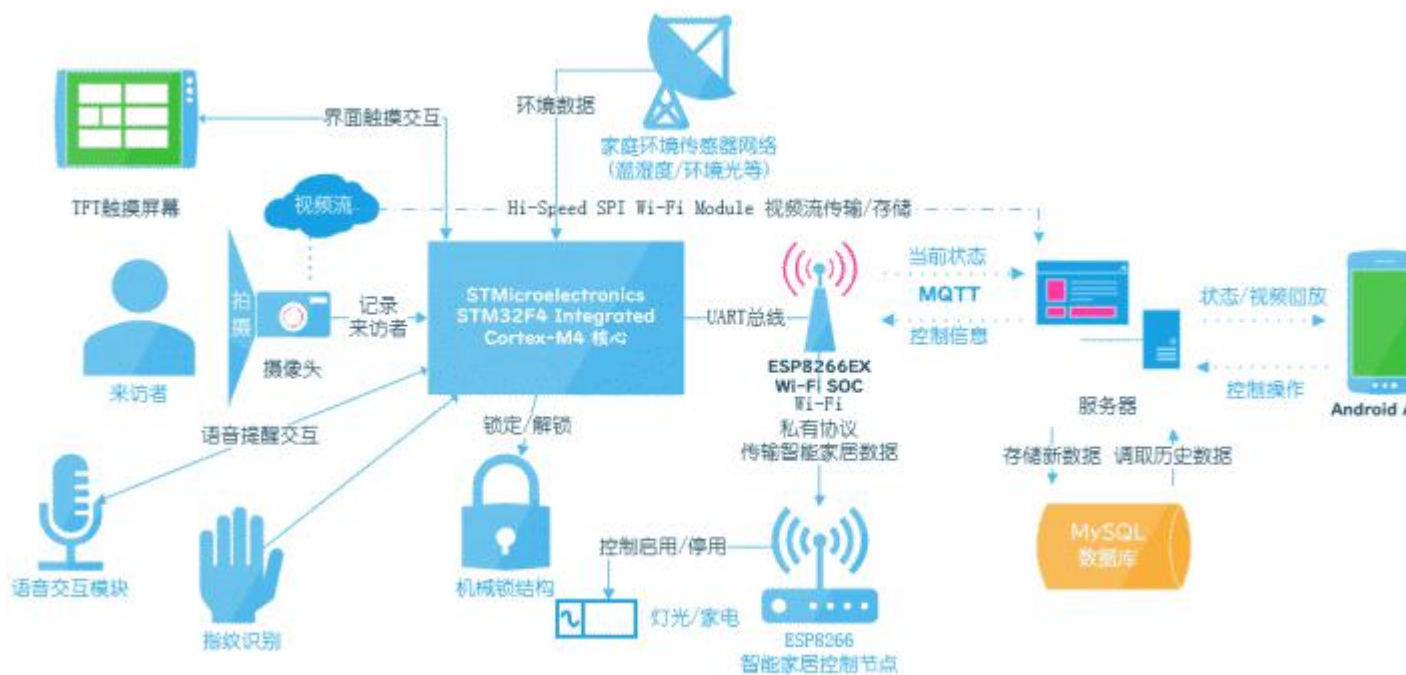 环境数据
界面触摸交互
家庭环境传感器网络
(温湿度/环境光等)
TFT触摸屏幕
视频流
Hi-Speed SPI Wi-Fi Module 视频流传输/存储
STMicroelectronics
STM32F4 Integrated
Cortex-M4 核心
拍
摄
记录
来访者
摄像头
来访者
UART总线
当前状态
MQTT
控制信息
状态/视频回放
控制操作
ESP8266EX
Wi-Fi SOC
Wi-Fi
私有协议
传输智能家居数据
服务器
Android A
语音提醒交互
锁定/解锁
存储新数据
调取历史数据
MySQL
数据库
语音交互模块
指纹识别
机械锁结构
控制启用/停用
灯光/家电
ESP8266
智能家居控制节点